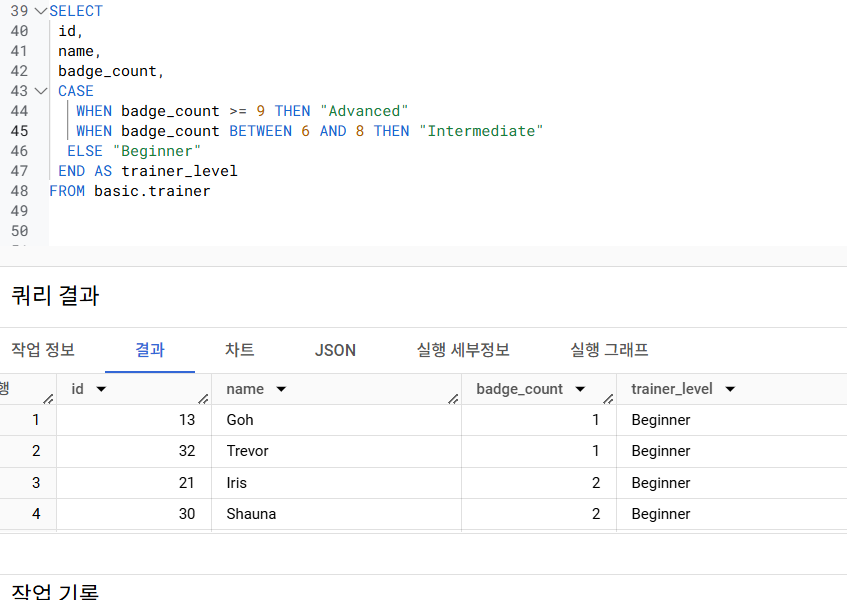 39 SELECT
40 id,
41 name,
42 badge_count,
43 CASE
44 WHEN badge_count >= 9 THEN "Advanced"
45 WHEN badge_count BETWEEN 6 AND 8 THEN "Intermediate"
46 ELSE "Beginner"
47 END AS trainer_level
48 FROM basic.trainer
49
50
쿼리 결과
작업 정보 결과 차트 JSON 실행 세부정보 실행 그래프
행 id name badge_count trainer_level
1 13 Goh 1 Beginner
2 32 Trevor 1 Beginner
3 21 Iris 2 Beginner
4 30 Shauna 2 Beginner
작업 기록